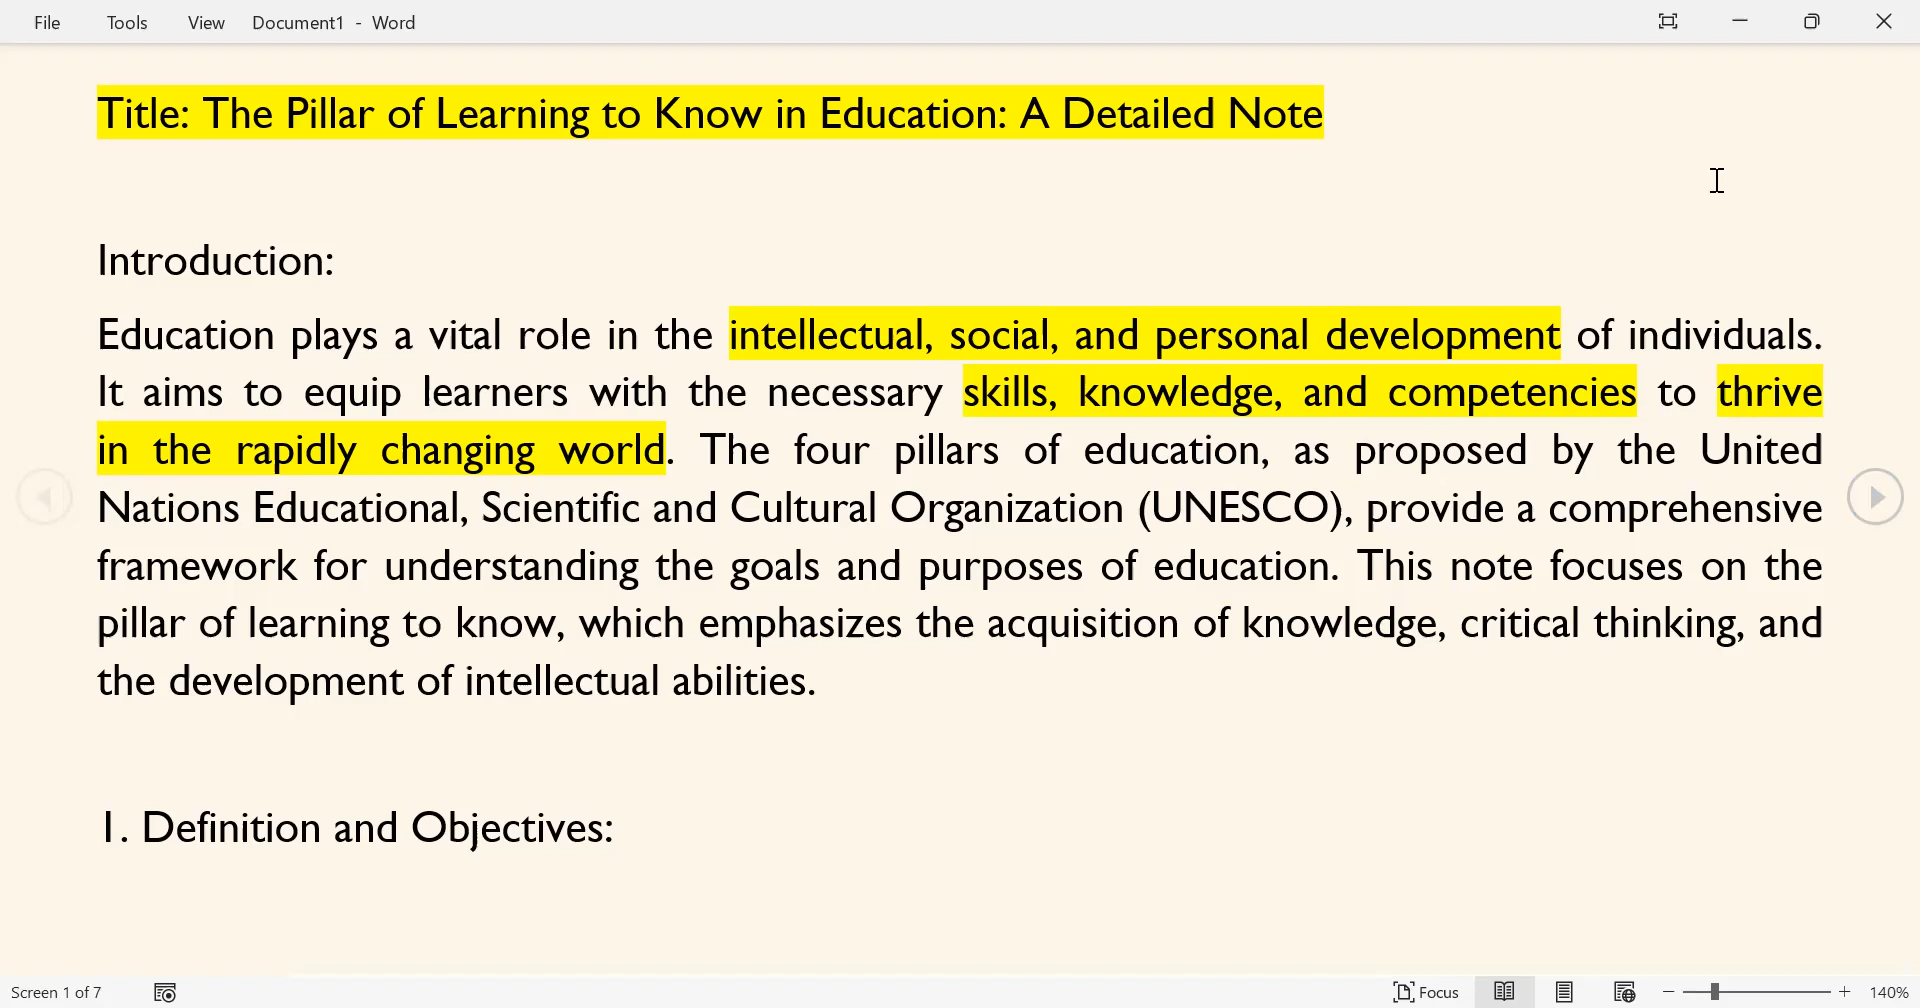 File Tools View Document1 - Word
Title: The Pillar of Learning to Know in Education: A Detailed Note
Introduction:
Education plays a vital role in the intellectual, social, and personal development of individuals.
It aims to equip learners with the necessary skills, knowledge, and competencies to thrive
in the rapidly changing world. The four pillars of education, as proposed by the United
Nations Educational, Scientific and Cultural Organization (UNESCO), provide a comprehensive
framework for understanding the goals and purposes of education. This note focuses on the
pillar of learning to know, which emphasizes the acquisition of knowledge, critical thinking, and
the development of intellectual abilities.
1. Definition and Objectives:
Screen 1 of 7 Focus 140%